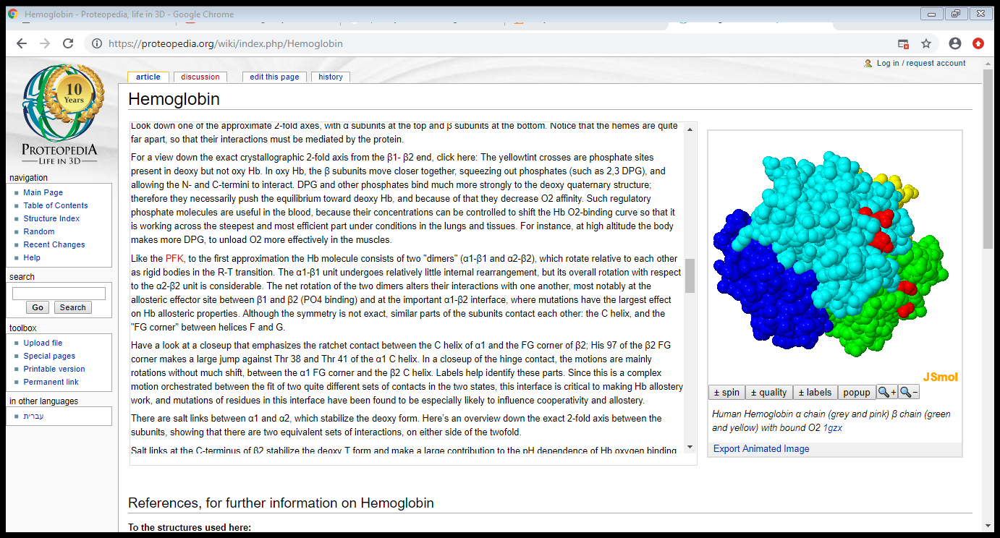 Hemoglobin - Proteopedia, life in 3D - Google Chrome
https://proteopedia.org/wiki/index.php/Hemoglobin
Log in / request account
article
discussion
edit this page
history
10
Years
PROTEOPEDIA
LIFE IN 3D
navigation
Main Page
Table of Contents
Structure Index
Random
Recent Changes
Help
search
Go
Search
toolbox
Upload file
Special pages
Printable version
Permanent link
in other languages
עברית
Hemoglobin
Look down one of the approximate 2-fold axes, with α subunits at the top and β subunits at the bottom. Notice that the hemes are quite
far apart, so that their interactions must be mediated by the protein.
For a view down the exact crystallographic 2-fold axis from the β1- β2 end, click here: The yellowtint crosses are phosphate sites
present in deoxy but not oxy Hb. In oxy Hb, the β subunits move closer together, squeezing out phosphates (such as 2,3 DPG), and
allowing the N- and C-termini to interact. DPG and other phosphates bind much more strongly to the deoxy quaternary structure;
therefore they necessarily push the equilibrium toward deoxy Hb, and because of that they decrease O2 affinity. Such regulatory
phosphate molecules are useful in the blood, because their concentrations can be controlled to shift the Hb O2-binding curve so that it
is working across the steepest and most efficient part under conditions in the lungs and tissues. For instance, at high altitude the body
makes more DPG, to unload O2 more effectively in the muscles.
Like the PFK, to the first approximation the Hb molecule consists of two "dimers" (α1-β1 and α2-β2), which rotate relative to each other
as rigid bodies in the R-T transition. The α1-β1 unit undergoes relatively little internal rearrangement, but its overall rotation with respect
to the α2-β2 unit is considerable. The net rotation of the two dimers alters their interactions with one another, most notably at the
allosteric effector site between β1 and β2 (PO4 binding) and at the important α1-β2 interface, where mutations have the largest effect
on Hb allosteric properties. Although the symmetry is not exact, similar parts of the subunits contact each other: the C helix, and the
"FG corner" between helices F and G.
Have a look at a closeup that emphasizes the ratchet contact between the C helix of α1 and the FG corner of β2; His 97 of the β2 FG
corner makes a large jump against Thr 38 and Thr 41 of the α1 C helix. In a closeup of the hinge contact, the motions are mainly
rotations without much shift, between the α1 FG corner and the β2 C helix. Labels help identify these parts. Since this is a complex
motion orchestrated between the fit of two quite different sets of contacts in the two states, this interface is critical to making Hb allostery
work, and mutations of residues in this interface have been found to be especially likely to influence cooperativity and allostery.
There are salt links between α1 and α2, which stabilize the deoxy form. Here's an overview down the exact 2-fold axis between the
subunits, showing that there are two equivalent sets of interactions, on either side of the twofold.
Salt links at the C-terminus of β2 stabilize the deoxy T form and make a large contribution to the pH dependence of Hb oxygen binding
JSmol
± spin
± quality
± labels
popup
+
−
Human Hemoglobin α chain (grey and pink) β chain (green
and yellow) with bound O2 1gzx
Export Animated Image
References, for further information on Hemoglobin
To the structures used here: